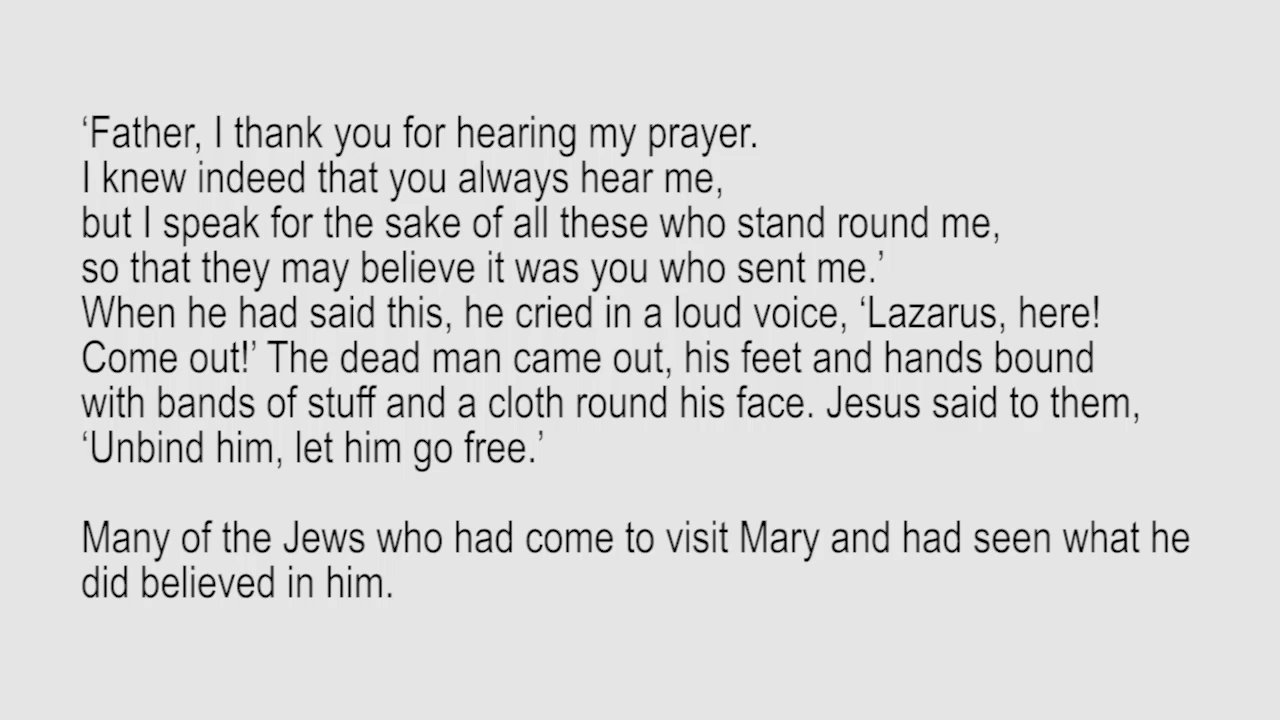 ‘Father, I thank you for hearing my prayer.
I knew indeed that you always hear me,
but I speak for the sake of all these who stand round me,
so that they may believe it was you who sent me.’
When he had said this, he cried in a loud voice, ‘Lazarus, here!
Come out!’ The dead man came out, his feet and hands bound
with bands of stuff and a cloth round his face. Jesus said to them,
‘Unbind him, let him go free.’
Many of the Jews who had come to visit Mary and had seen what he
did believed in him.